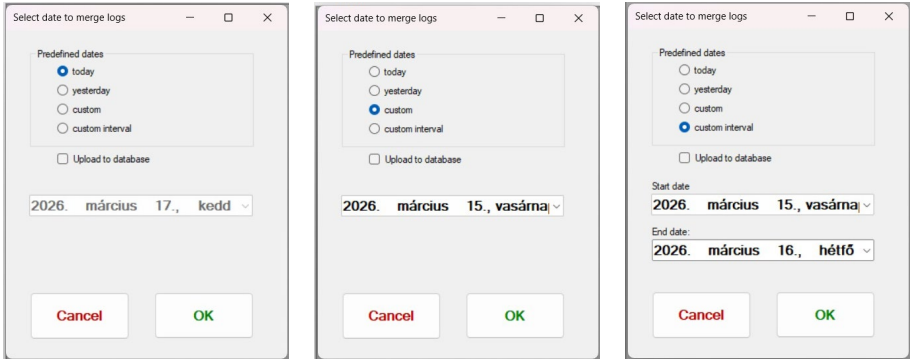 Select date to merge logs
Predefined dates
today
yesterday
custom
custom interval
Upload to database
2026. március 17., kedd
Cancel OK
Select date to merge logs
Predefined dates
today
yesterday
custom
custom interval
Upload to database
2026. március 15., vasárnap
Cancel OK
Select date to merge logs
Predefined dates
today
yesterday
custom
custom interval
Upload to database
Start date
2026. március 15., vasárnap
End date:
2026. március 16., hétfő
Cancel OK